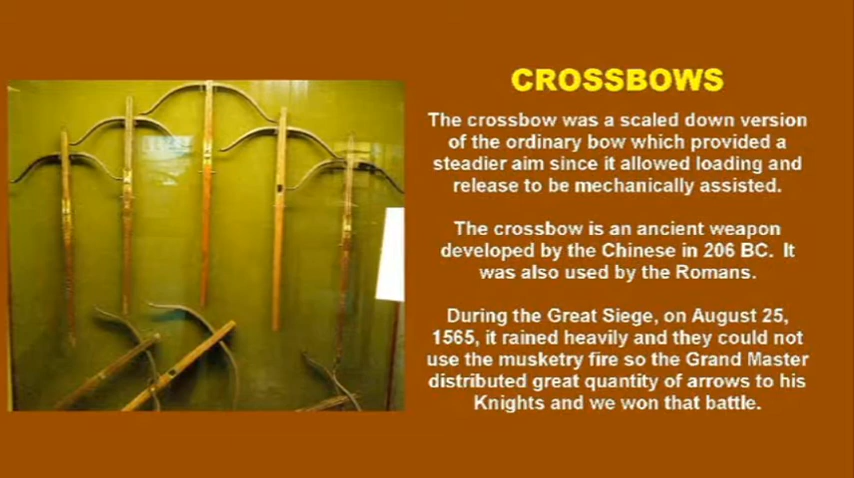 CROSSBOWS
The crossbow was a scaled down version
of the ordinary bow which provided a
steadier aim since it allowed loading and
release to be mechanically assisted.
The crossbow is an ancient weapon
developed by the Chinese in 206 BC. It
was also used by the Romans.
During the Great Siege, on August 25,
1565, it rained heavily and they could not
use the musketry fire so the Grand Master
distributed great quantity of arrows to his
Knights and we won that battle.